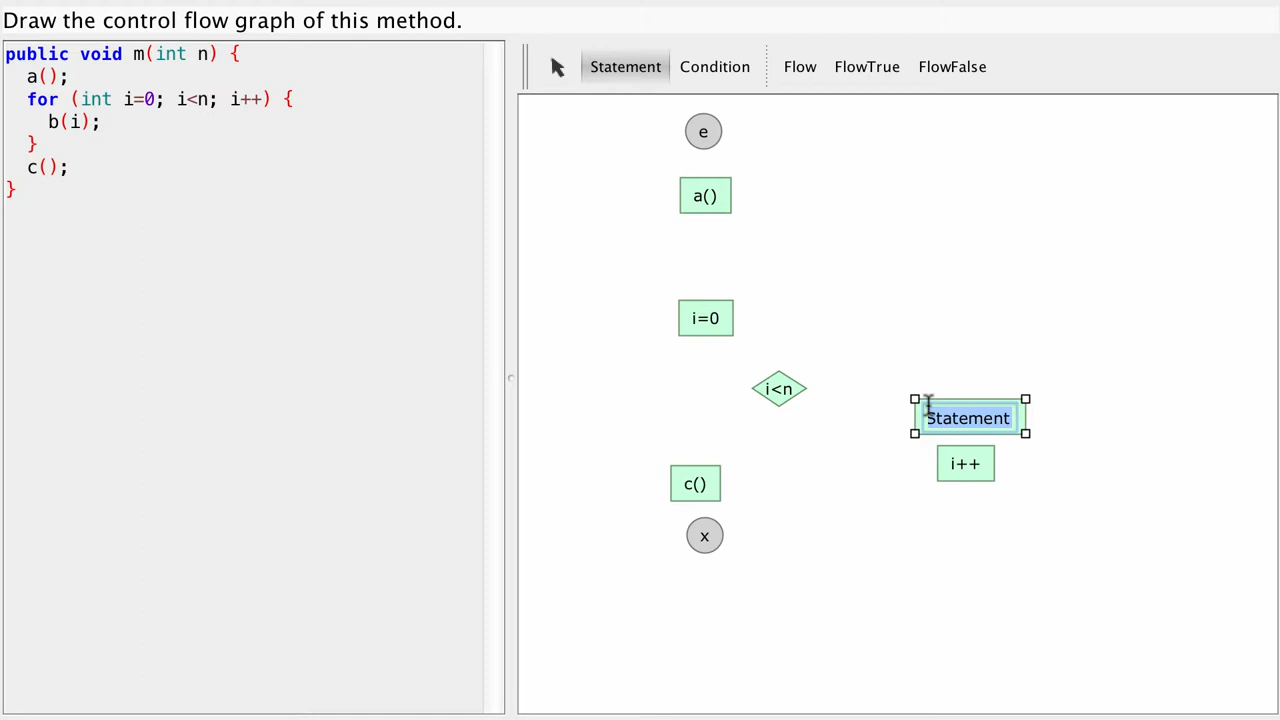 Draw the control flow graph of this method.
public void m(int n) {
  a();
  for (int i=0; i<n; i++) {
    b(i);
  }
  c();
}
Statement Condition Flow FlowTrue FlowFalse
e
a()
i=0
i<n
Statement
i++
c()
x